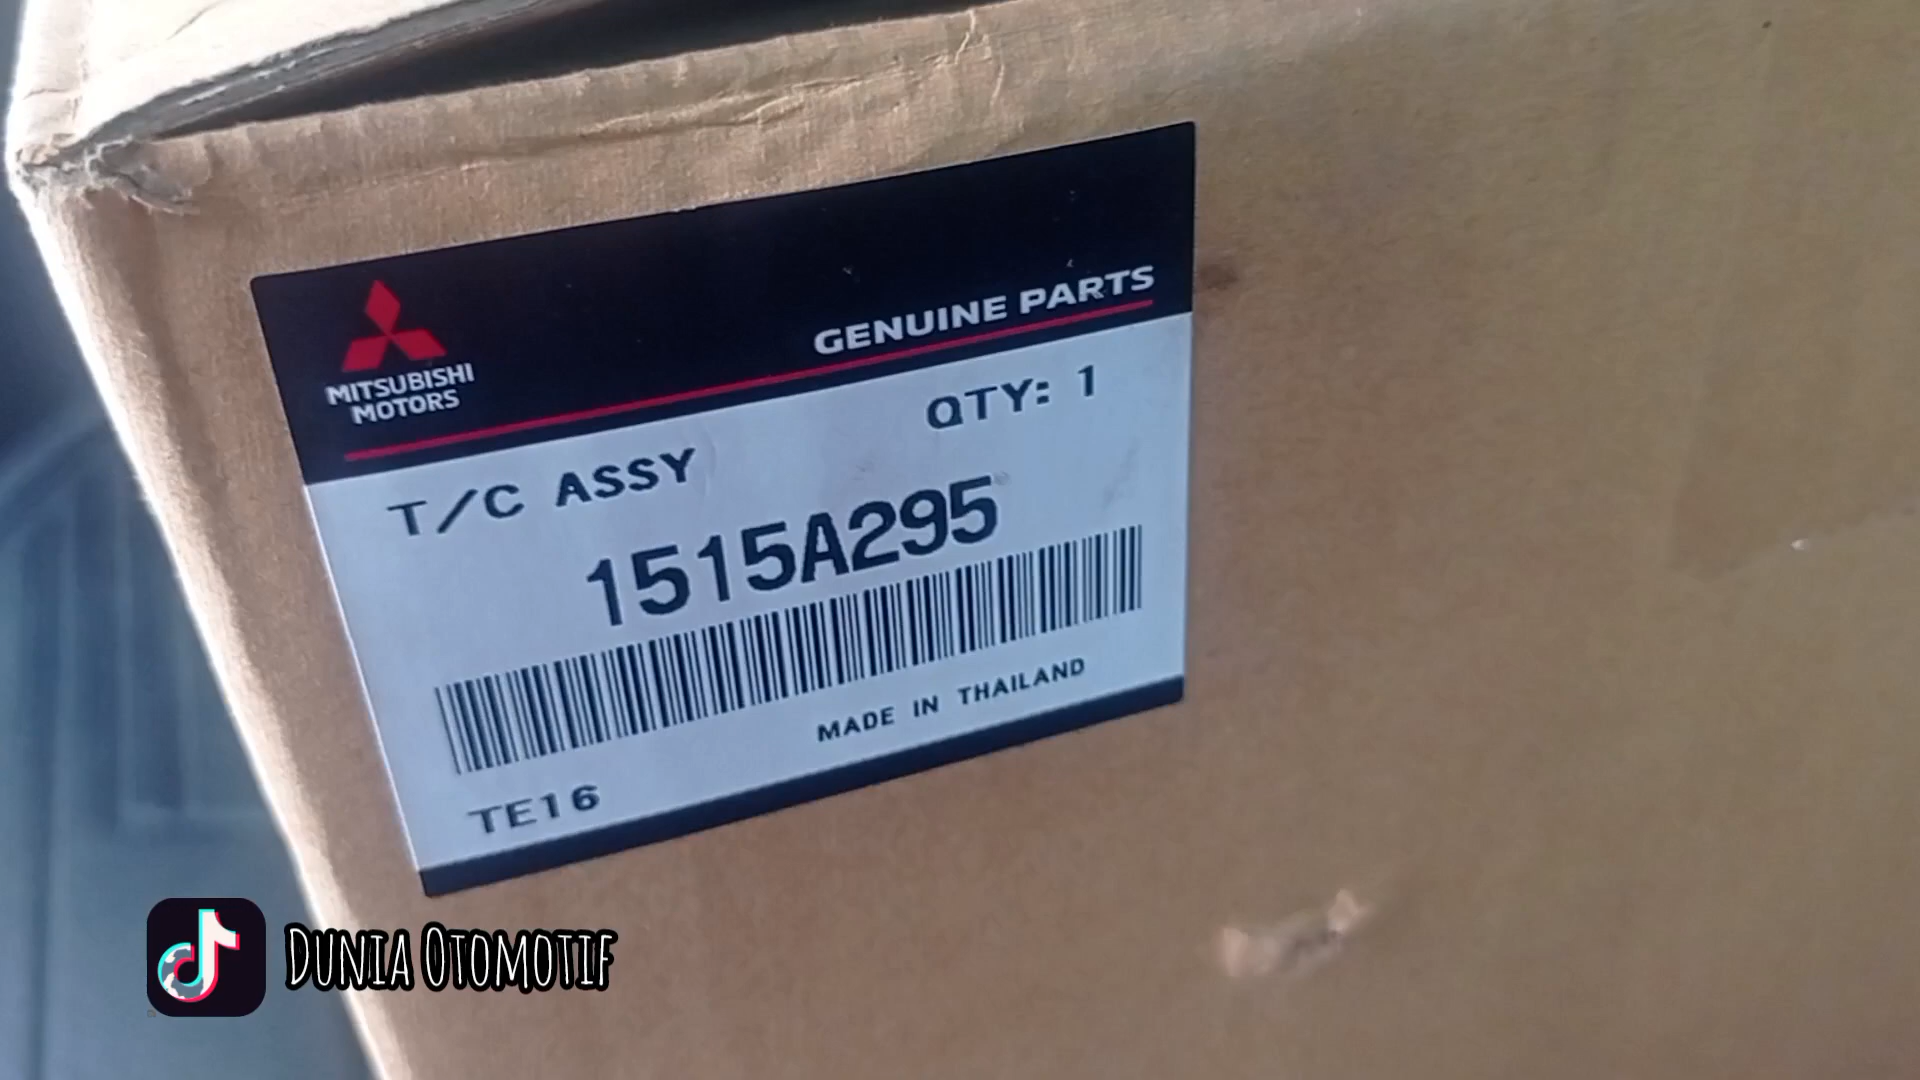 MITSUBISHI
MOTORS
GENUINE PARTS
T/C ASSY
QTY: 1
1515A295
MADE IN THAILAND
TE16
DUNIA OTOMOTIF